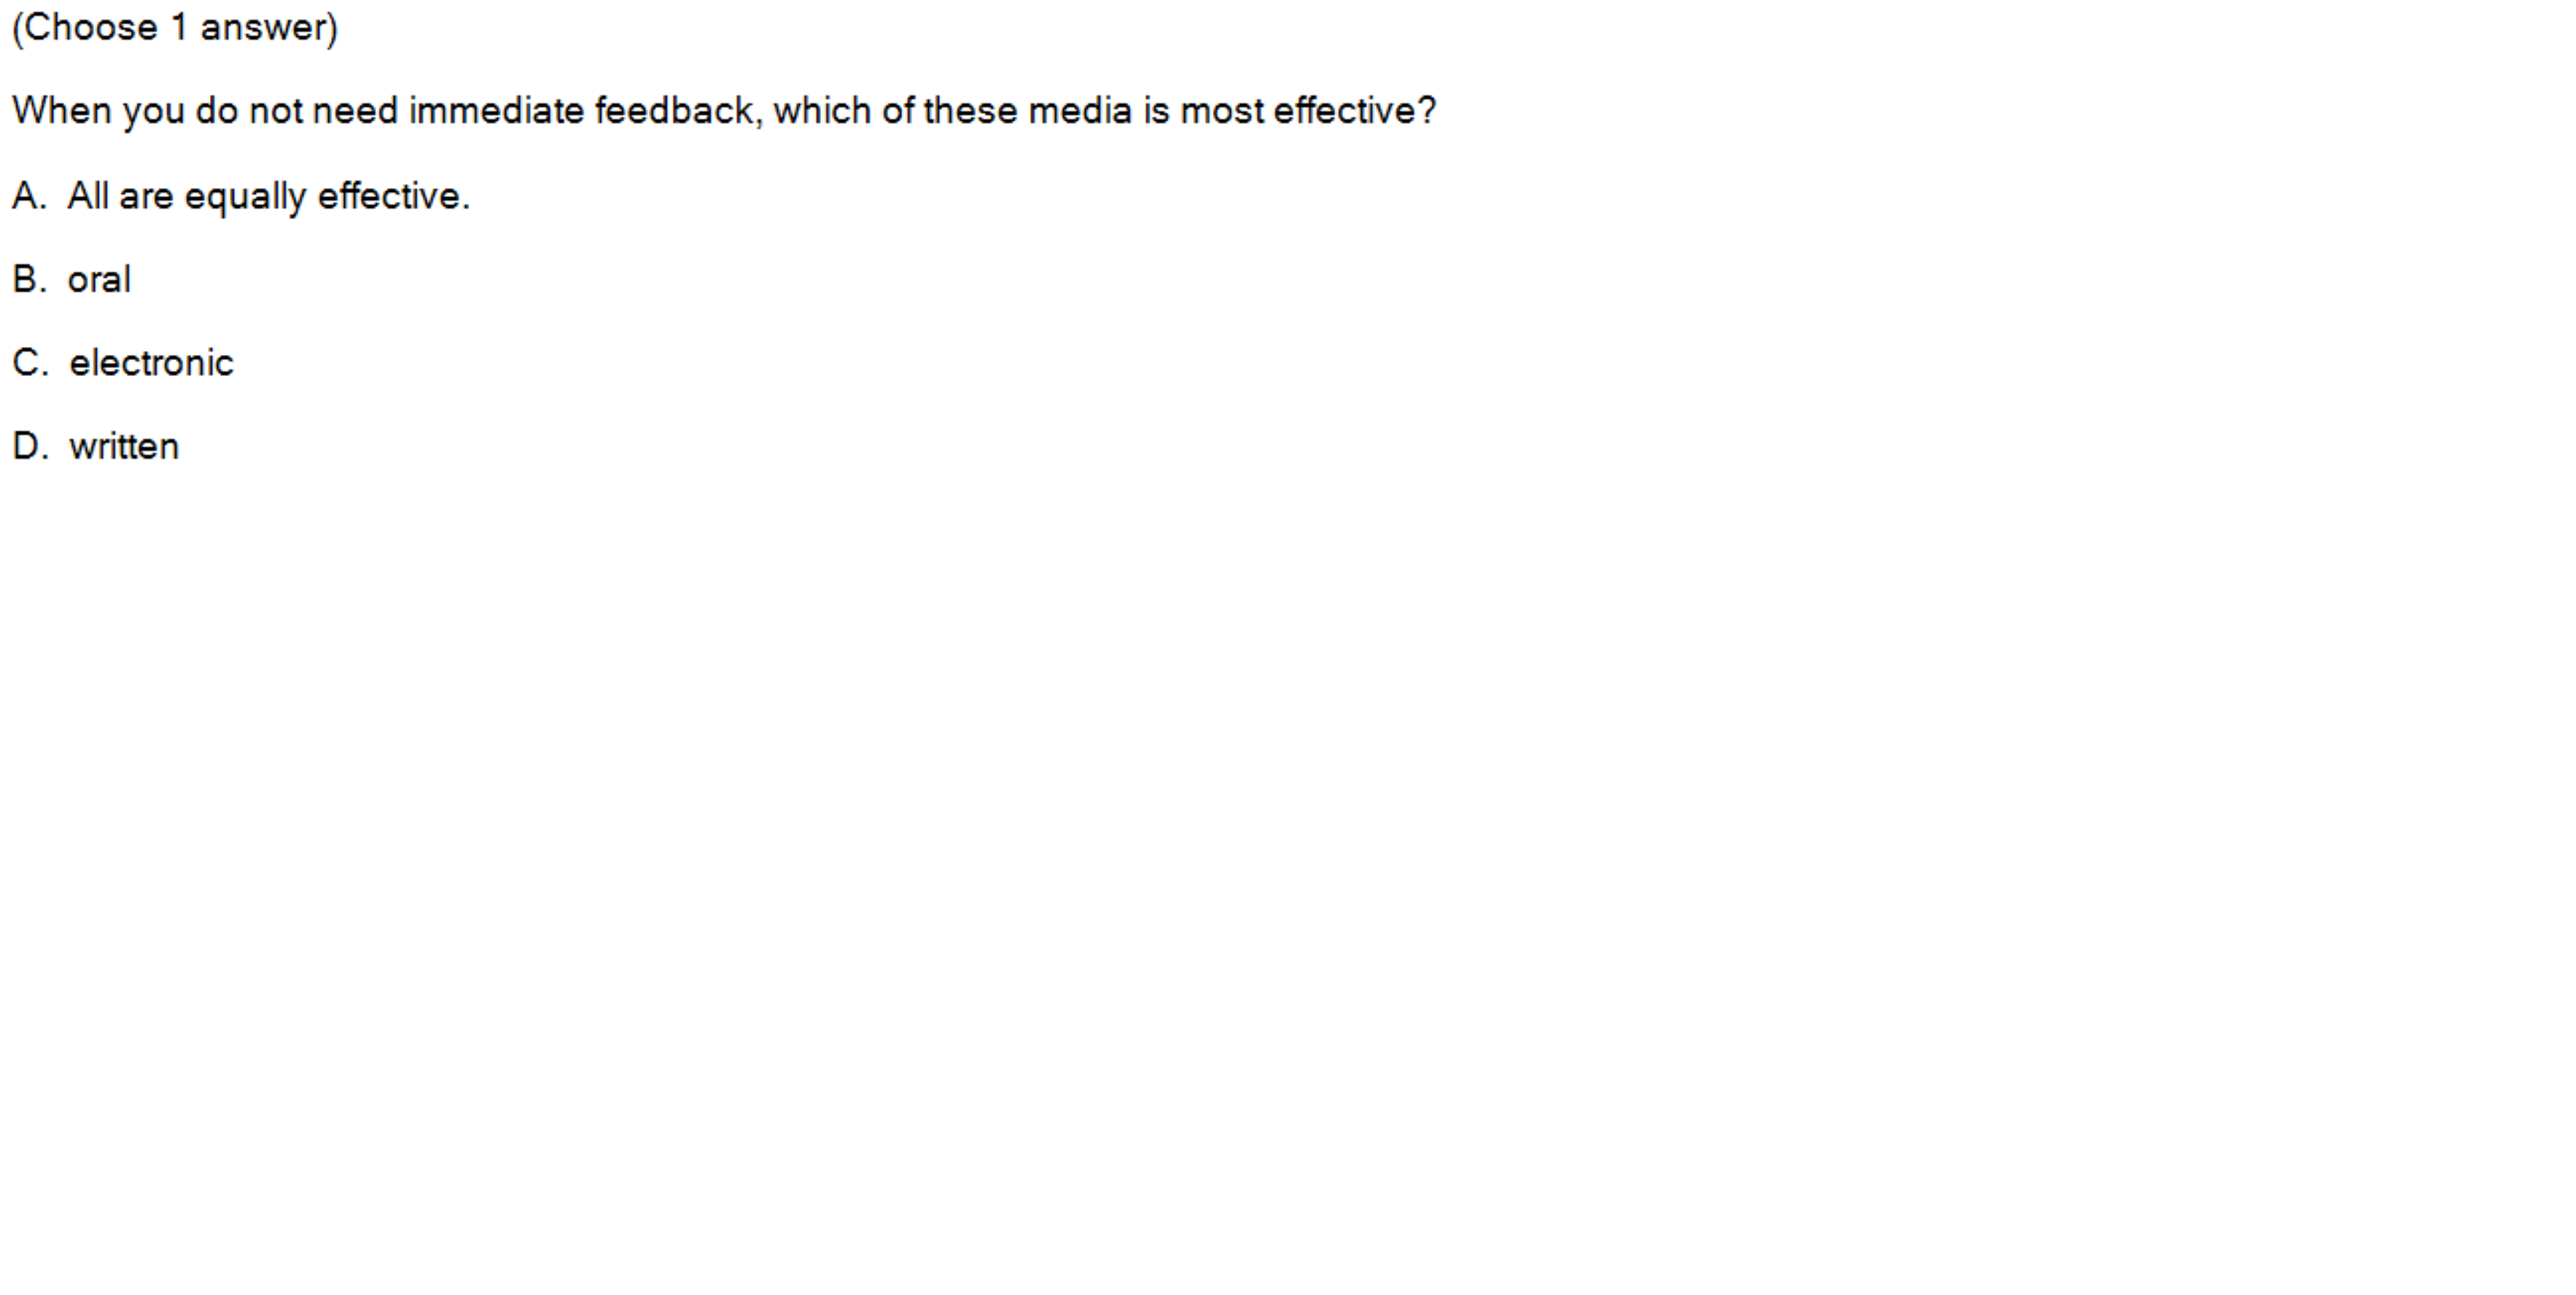 (Choose 1 answer)
When you do not need immediate feedback, which of these media is most effective?
A. All are equally effective.
B. oral
C. electronic
D. written